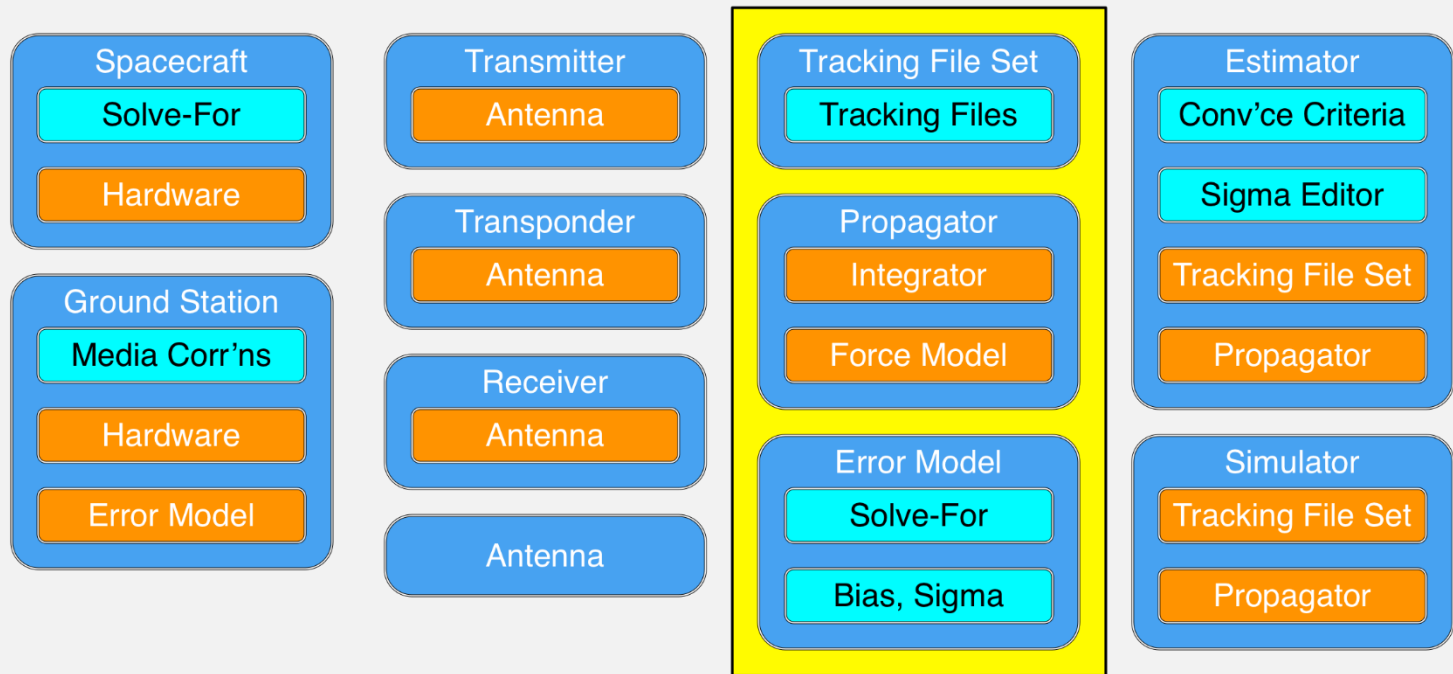 Spacecraft
Solve-For
Hardware
Ground Station
Media Corr'ns
Hardware
Error Model
Transmitter
Antenna
Transponder
Antenna
Receiver
Antenna
Antenna
Tracking File Set
Tracking Files
Propagator
Integrator
Force Model
Error Model
Solve-For
Bias, Sigma
Estimator
Conv'ce Criteria
Sigma Editor
Tracking File Set
Propagator
Simulator
Tracking File Set
Propagator